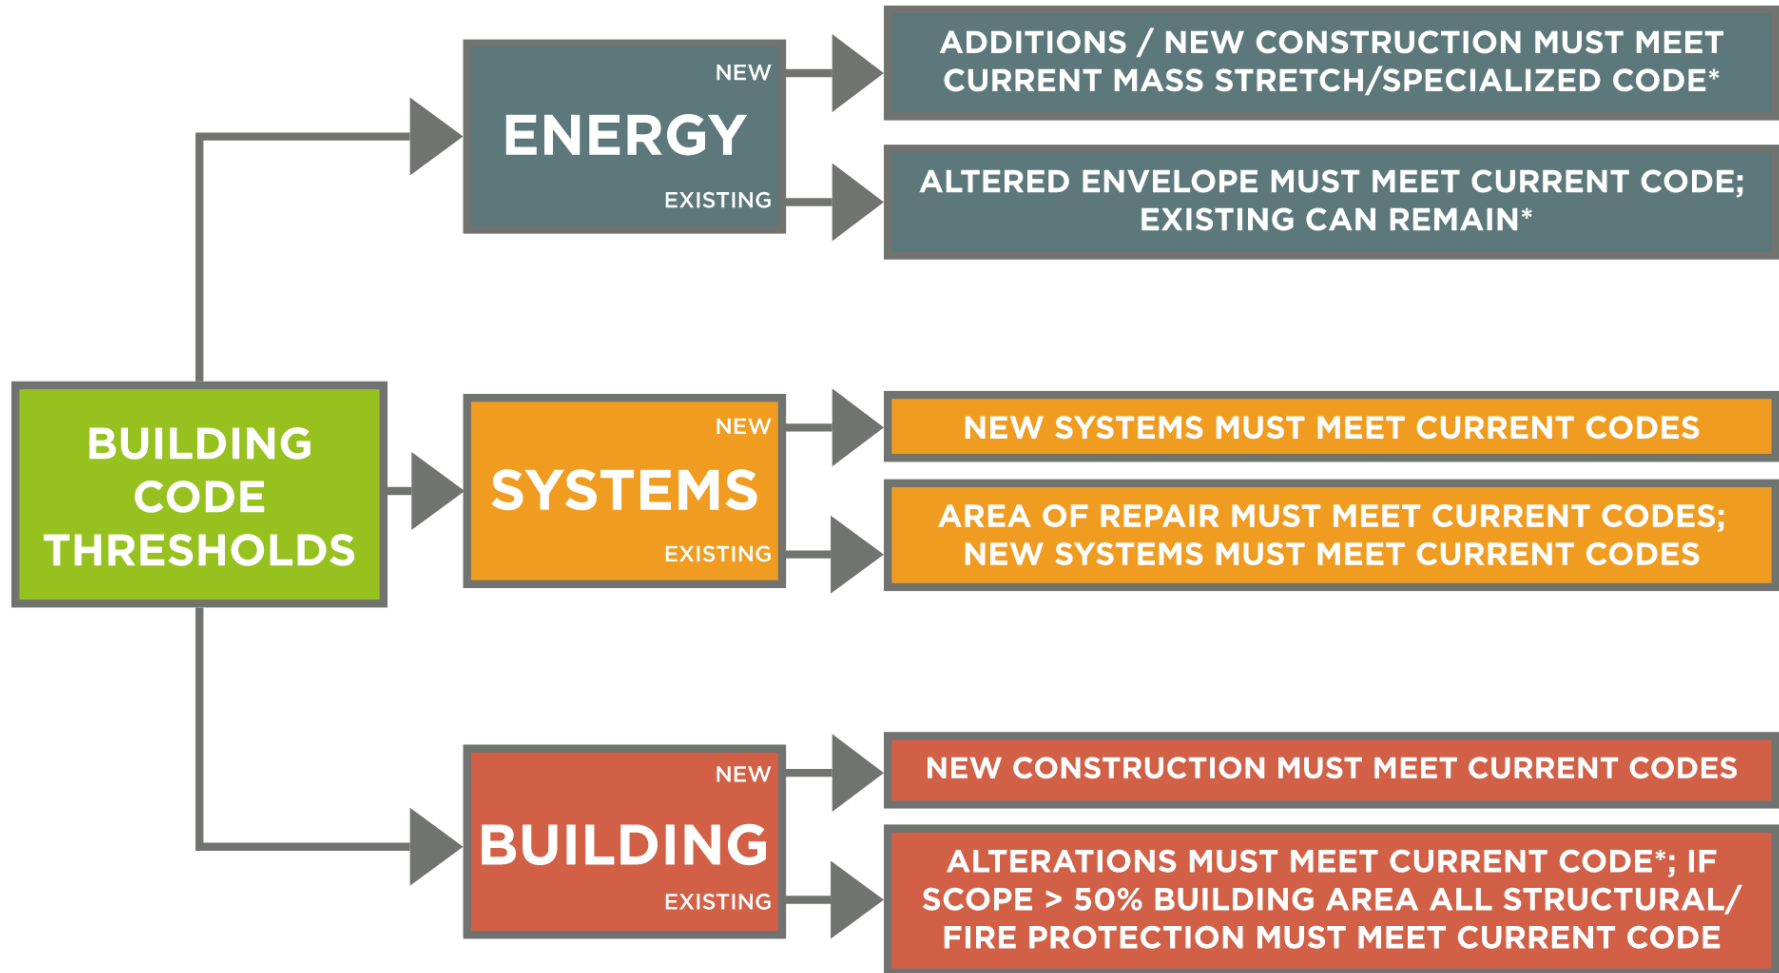 BUILDING
CODE
THRESHOLDS
NEW
ENERGY
EXISTING
ADDITIONS / NEW CONSTRUCTION MUST MEET
CURRENT MASS STRETCH/SPECIALIZED CODE*
ALTERED ENVELOPE MUST MEET CURRENT CODE;
EXISTING CAN REMAIN*
NEW
SYSTEMS
EXISTING
NEW SYSTEMS MUST MEET CURRENT CODES
AREA OF REPAIR MUST MEET CURRENT CODES;
NEW SYSTEMS MUST MEET CURRENT CODES
NEW
BUILDING
EXISTING
NEW CONSTRUCTION MUST MEET CURRENT CODES
ALTERATIONS MUST MEET CURRENT CODE*; IF
SCOPE > 50% BUILDING AREA ALL STRUCTURAL/
FIRE PROTECTION MUST MEET CURRENT CODE